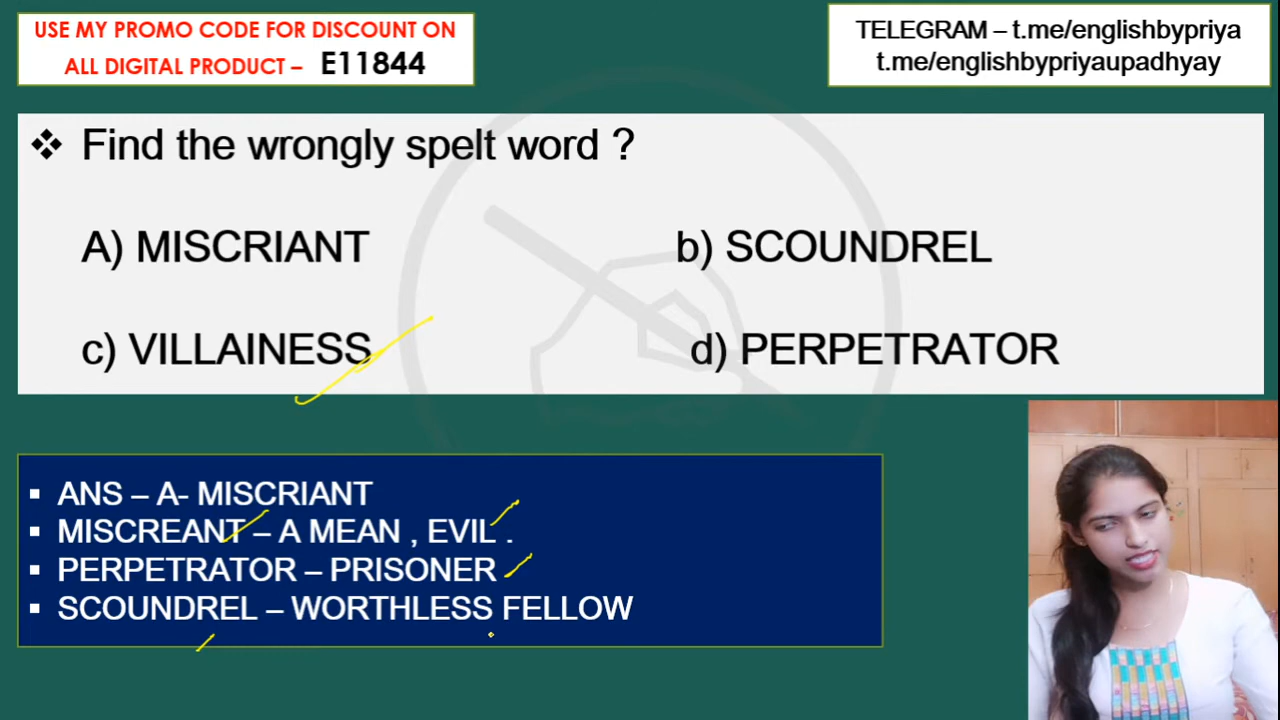 USE MY PROMO CODE FOR DISCOUNT ON
ALL DIGITAL PRODUCT – E11844
TELEGRAM – t.me/englishbypriya
t.me/englishbypriyaupadhyay
❖ Find the wrongly spelt word ?
A) MISCRIANT b) SCOUNDREL
c) VILLAINESS d) PERPETRATOR
▪ ANS – A- MISCRIANT
▪ MISCREANT – A MEAN , EVIL .
▪ PERPETRATOR – PRISONER
▪ SCOUNDREL – WORTHLESS FELLOW